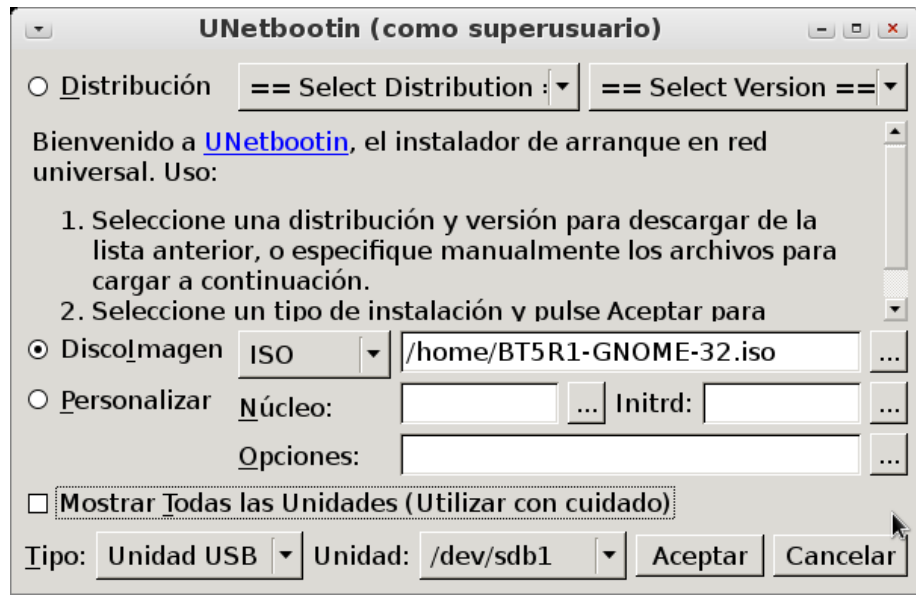 UNetbootin (como superusuario)
Distribución == Select Distribution = == Select Version ==
Bienvenido a UNetbootin, el instalador de arranque en red
universal. Uso:
1. Seleccione una distribución y versión para descargar de la
lista anterior, o especifique manualmente los archivos para
cargar a continuación.
2. Seleccione un tipo de instalación y pulse Aceptar para
DiscoImagen ISO /home/BT5R1-GNOME-32.iso ...
Personalizar Núcleo: ... Initrd: ...
Opciones: ...
Mostrar Todas las Unidades (Utilizar con cuidado)
Tipo: Unidad USB Unidad: /dev/sdb1 Aceptar Cancelar